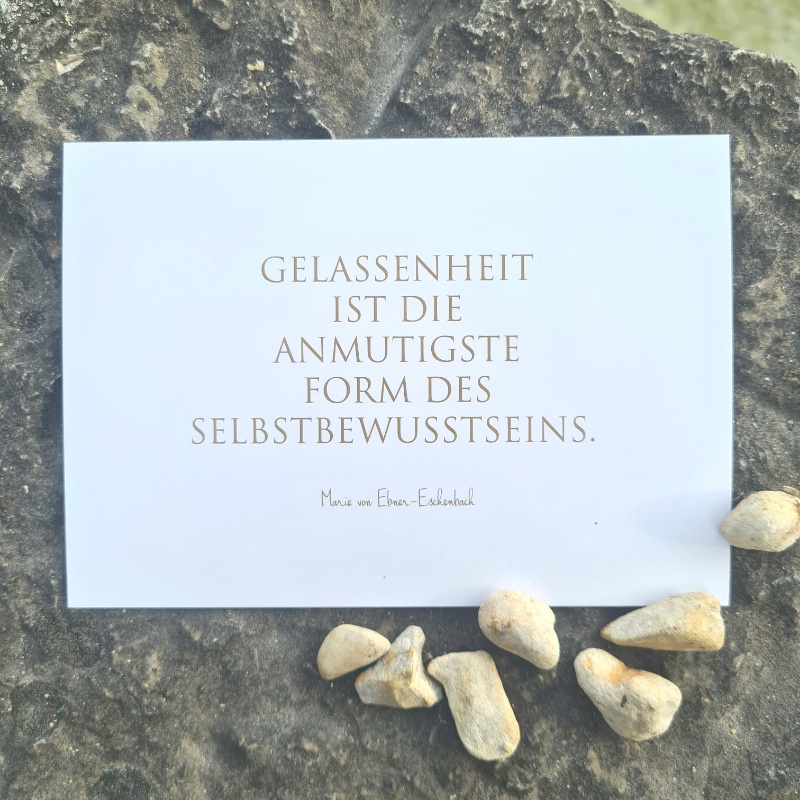 GELASSENHEIT
IST DIE
ANMUTIGSTE
FORM DES
SELBSTBEWUSSTSEINS.
Marie von Ebner-Eschenbach